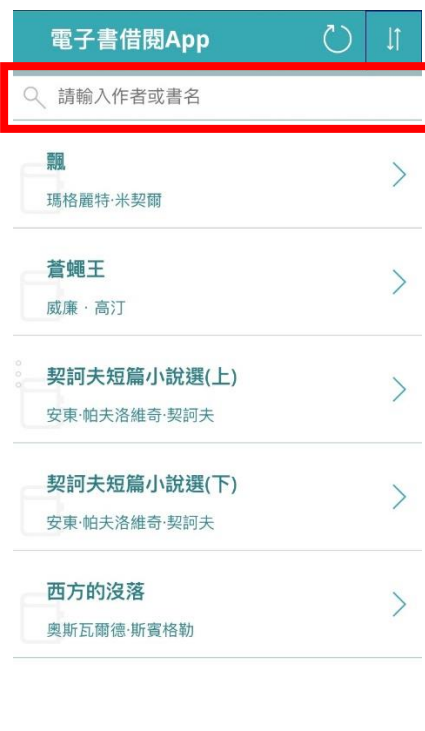 電子書借閱App
請輸入作者或書名
飄
瑪格麗特·米契爾
蒼蠅王
威廉．高汀
契訶夫短篇小說選(上)
安東·帕夫洛維奇·契訶夫
契訶夫短篇小說選(下)
安東·帕夫洛維奇·契訶夫
西方的沒落
奧斯瓦爾德·斯賓格勒